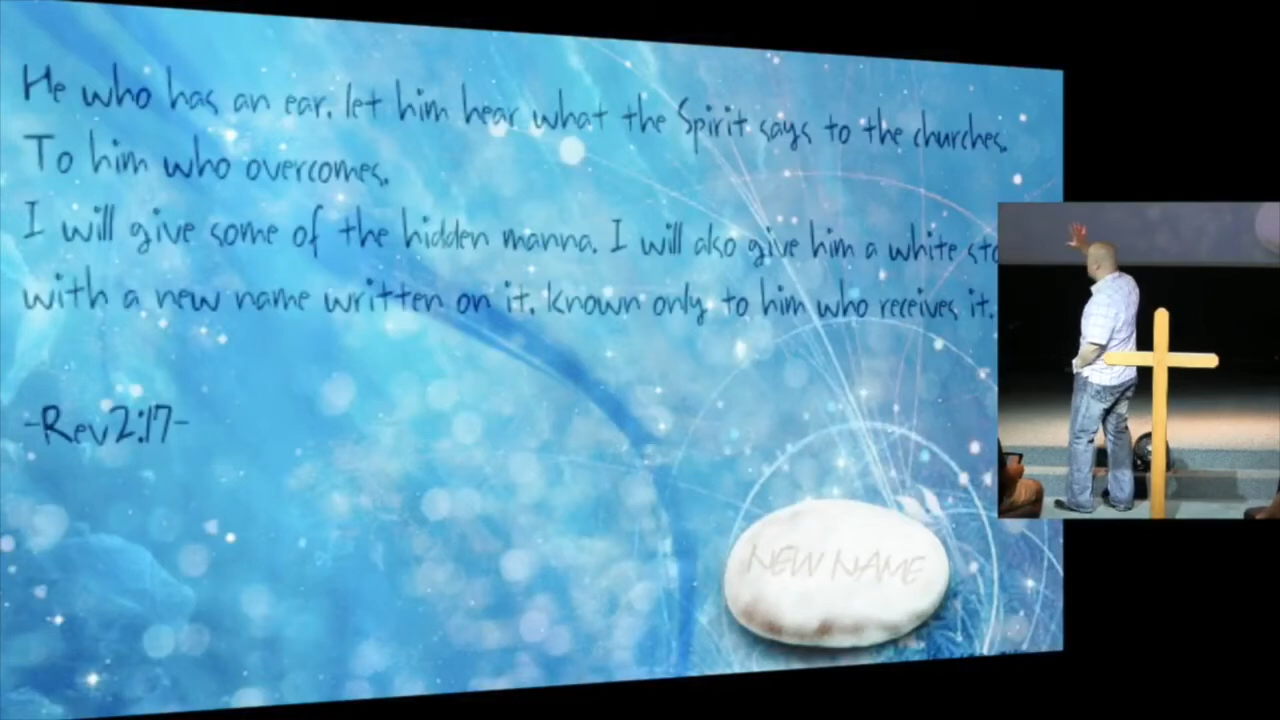 He who has an ear, let him hear what the Spirit says to the churches.
To him who overcomes,
I will give some of the hidden manna. I will also give him a white
with a new name written on it, known only to him who receives it.
-Rev2:17-
NEW NAME